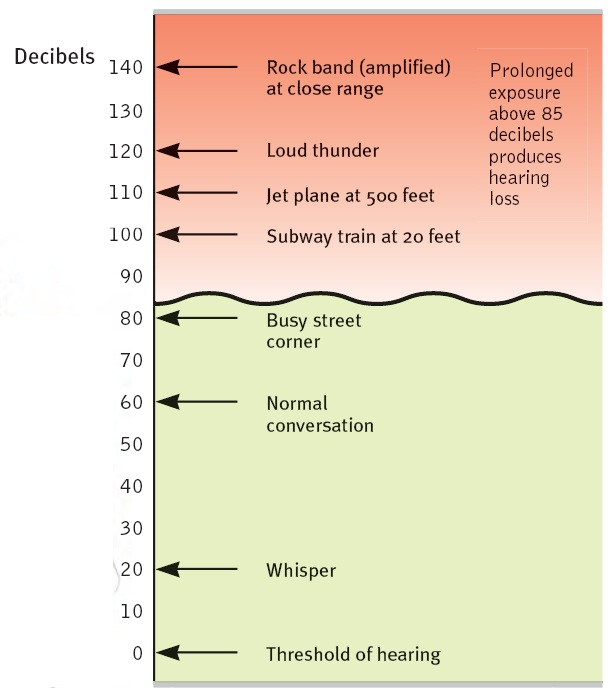 Decibels
140
Rock band (amplified)
at close range
Prolonged
exposure
above 85
decibels
produces
hearing
loss
130
120
Loud thunder
110
Jet plane at 500 feet
100
Subway train at 20 feet
90
80
Busy street
corner
70
60
Normal
conversation
50
40
30
20
Whisper
10
0
Threshold of hearing